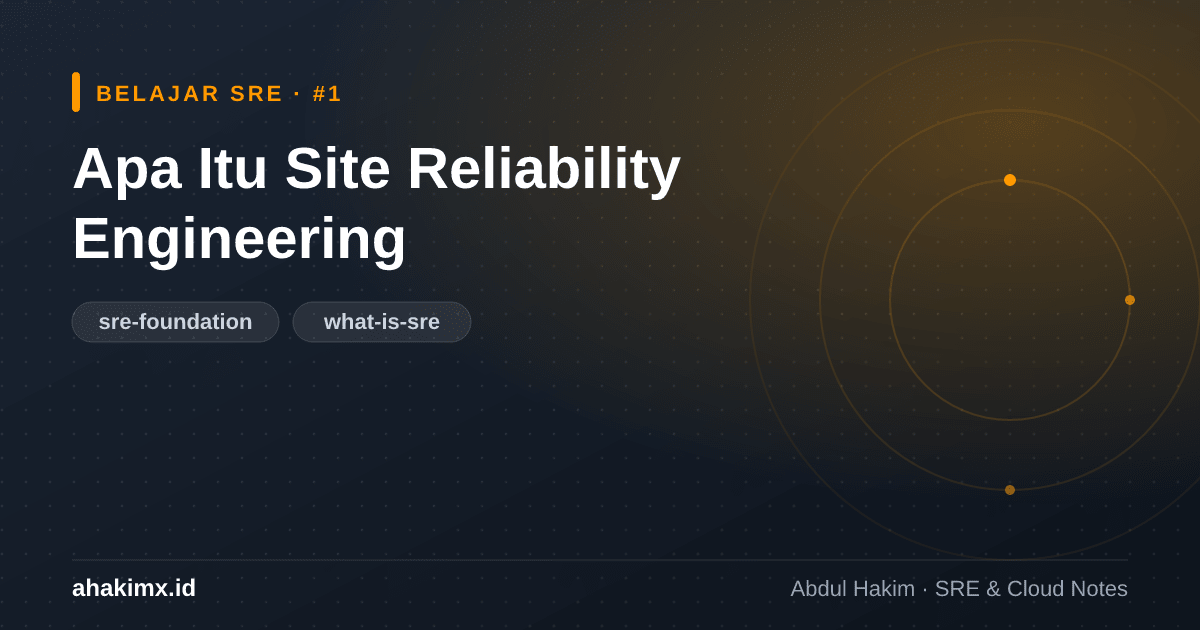 BELAJAR SRE · #1
Apa Itu Site Reliability
Engineering
sre-foundation
what-is-sre
ahakimx.id
Abdul Hakim · SRE & Cloud Notes